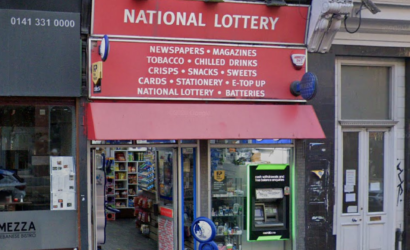 0141 331 0000
NATIONAL LOTTERY
NEWSPAPERS • MAGAZINES
TOBACCO • CHILLED DRINKS
CRISPS • SNACKS • SWEETS
CARDS • STATIONERY • E-TOP UP
NATIONAL LOTTERY • BATTERIES
MEZZA